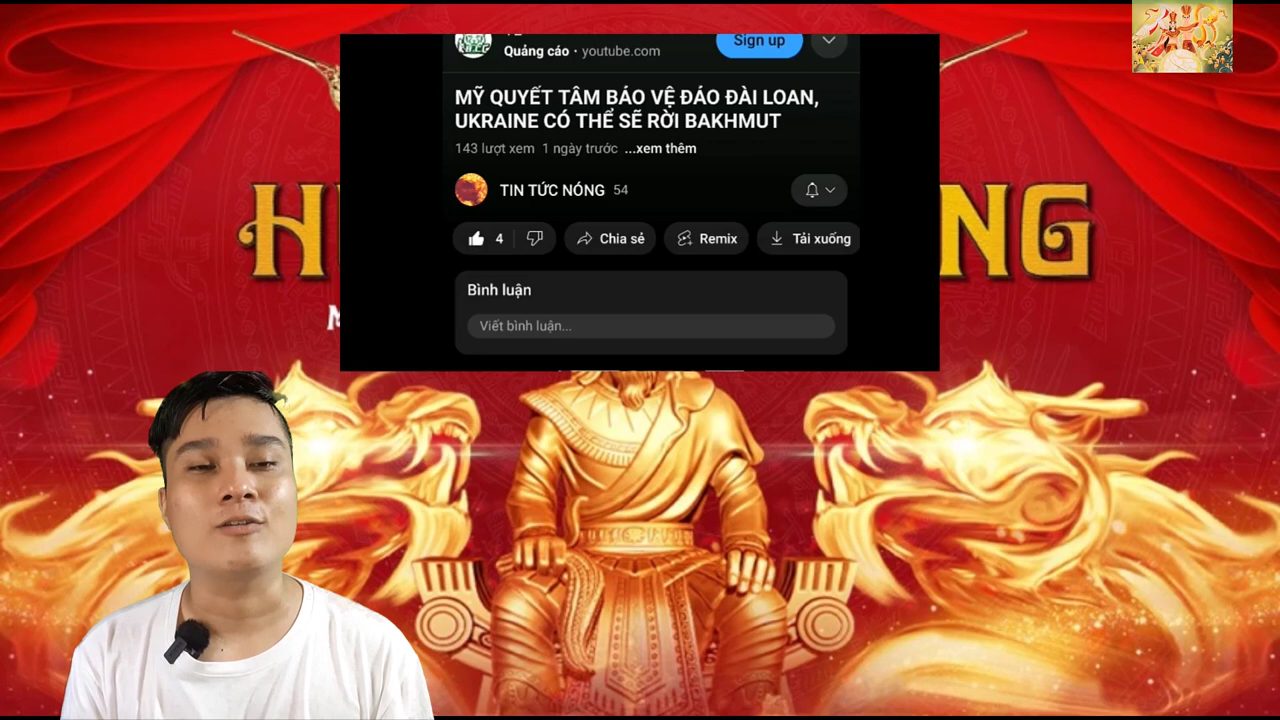 Quảng cáo · youtube.com
Sign up
MỸ QUYẾT TÂM BẢO VỆ ĐẢO ĐÀI LOAN,
UKRAINE CÓ THỂ SẼ RỜI BAKHMUT
143 lượt xem 1 ngày trước ...xem thêm
TIN TỨC NÓNG 54
4
Chia sẻ
Remix
Tải xuống
Bình luận
Viết bình luận...
H
NG
M